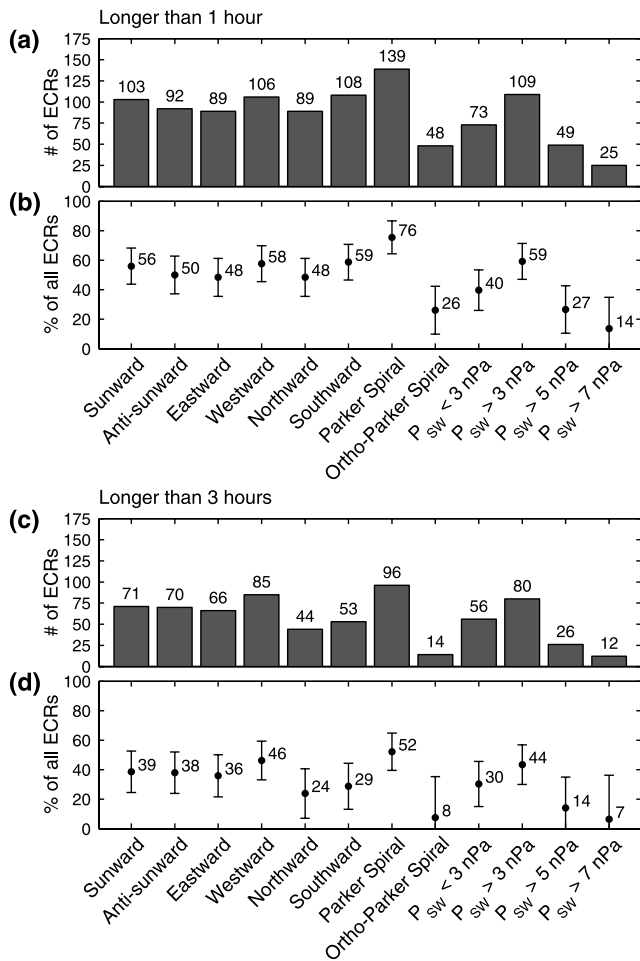 Longer than 1 hour
(a)
# of ECRs
175
150
125
100
75
50
25
0
103 92 89 106 89 108 139 48 73 109 49 25
(b)
% of all ECRs
100
80
60
40
20
0
56 50 48 58 48 59 76 26 40 59 27 14
Sunward
Anti-sunward
Eastward
Westward
Northward
Southward
Parker Spiral
Ortho-Parker Spiral
P SW < 3 nPa
P SW > 3 nPa
P SW > 5 nPa
P SW > 7 nPa
Longer than 3 hours
(c)
# of ECRs
175
150
125
100
75
50
25
0
71 70 66 85 44 53 96 14 56 80 26 12
(d)
% of all ECRs
100
80
60
40
20
0
39 38 36 46 24 29 52 8 30 44 14 7
Sunward
Anti-sunward
Eastward
Westward
Northward
Southward
Parker Spiral
Ortho-Parker Spiral
P SW < 3 nPa
P SW > 3 nPa
P SW > 5 nPa
P SW > 7 nPa